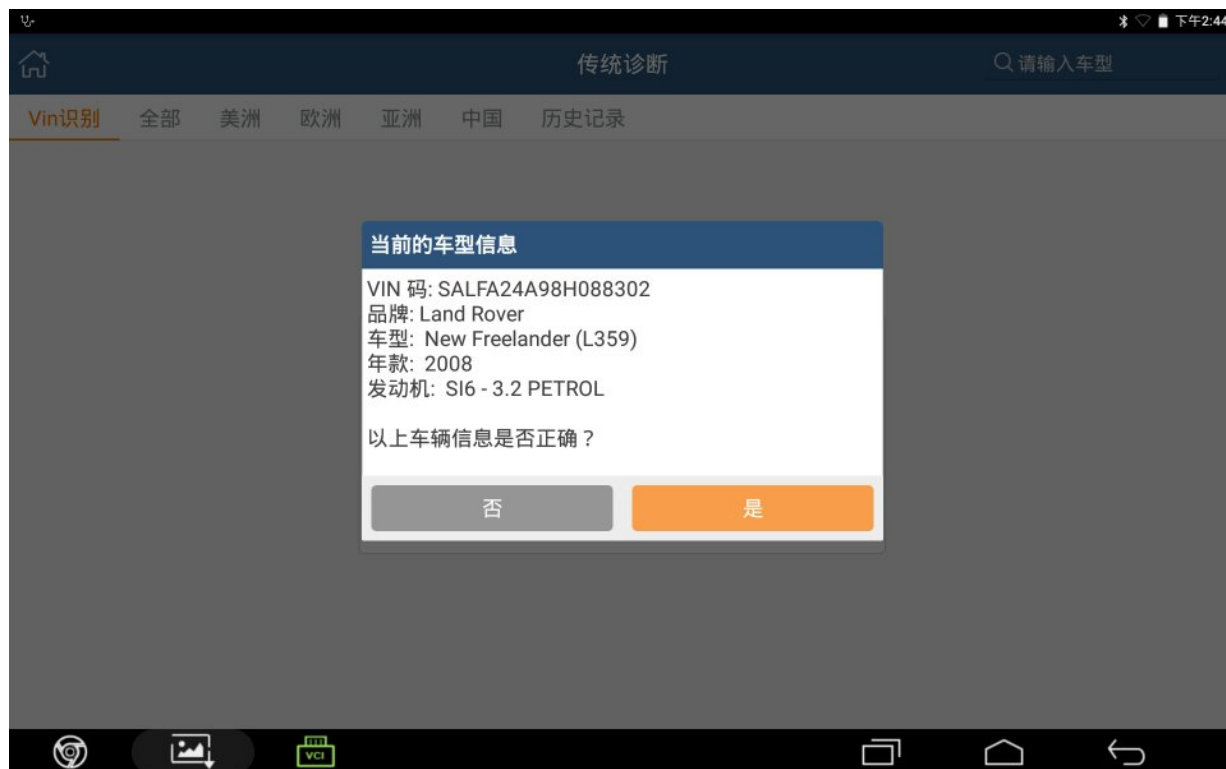 下午2:44
传统诊断
请输入车型
Vin识别 全部 美洲 欧洲 亚洲 中国 历史记录
当前的车型信息
VIN 码: SALFA24A98H088302
品牌: Land Rover
车型: New Freelander (L359)
年款: 2008
发动机: SI6 - 3.2 PETROL
以上车辆信息是否正确？
否 是
VCI